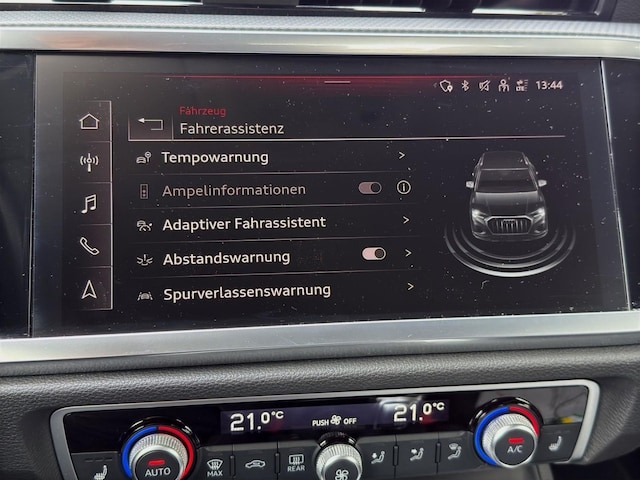 13:44
Fahrzeug
Fahrerassistenz
Tempowarnung
Ampelinformationen
Adaptiver Fahrassistent
Abstandswarnung
Spurverlassenswarnung
21.0°C PUSH OFF 21.0°C
AUTO MAX REAR A/C